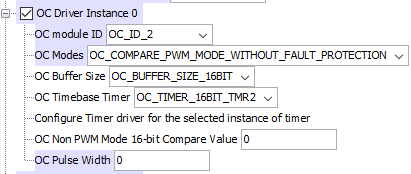 OC Driver Instance 0
OC module ID OC_ID_2
OC Modes OC_COMPARE_PWM_MODE_WITHOUT_FAULT_PROTECTION
OC Buffer Size OC_BUFFER_SIZE_16BIT
OC Timebase Timer OC_TIMER_16BIT_TMR2
Configure Timer driver for the selected instance of timer
OC Non PWM Mode 16-bit Compare Value 0
OC Pulse Width 0